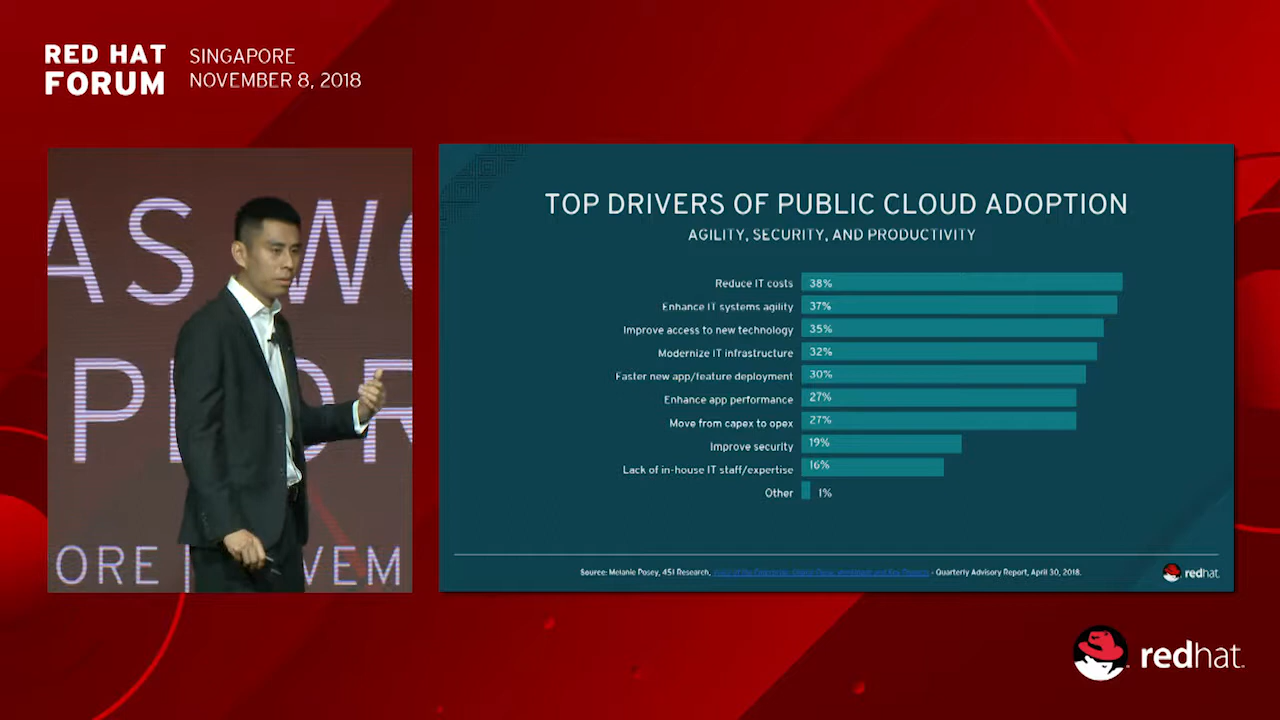 RED HAT
FORUM
SINGAPORE
NOVEMBER 8, 2018
AS WO
PLOR
ORE | NOVEM
TOP DRIVERS OF PUBLIC CLOUD ADOPTION
AGILITY, SECURITY, AND PRODUCTIVITY
Reduce IT costs 38%
Enhance IT systems agility 37%
Improve access to new technology 35%
Modernize IT infrastructure 32%
Faster new app/feature deployment 30%
Enhance app performance 27%
Move from capex to opex 27%
Improve security 19%
Lack of in-house IT staff/expertise 16%
Other 1%
Source: Melanie Posey, 451 Research, - Quarterly Advisory Report, April 30, 2018.
redhat.
redhat.